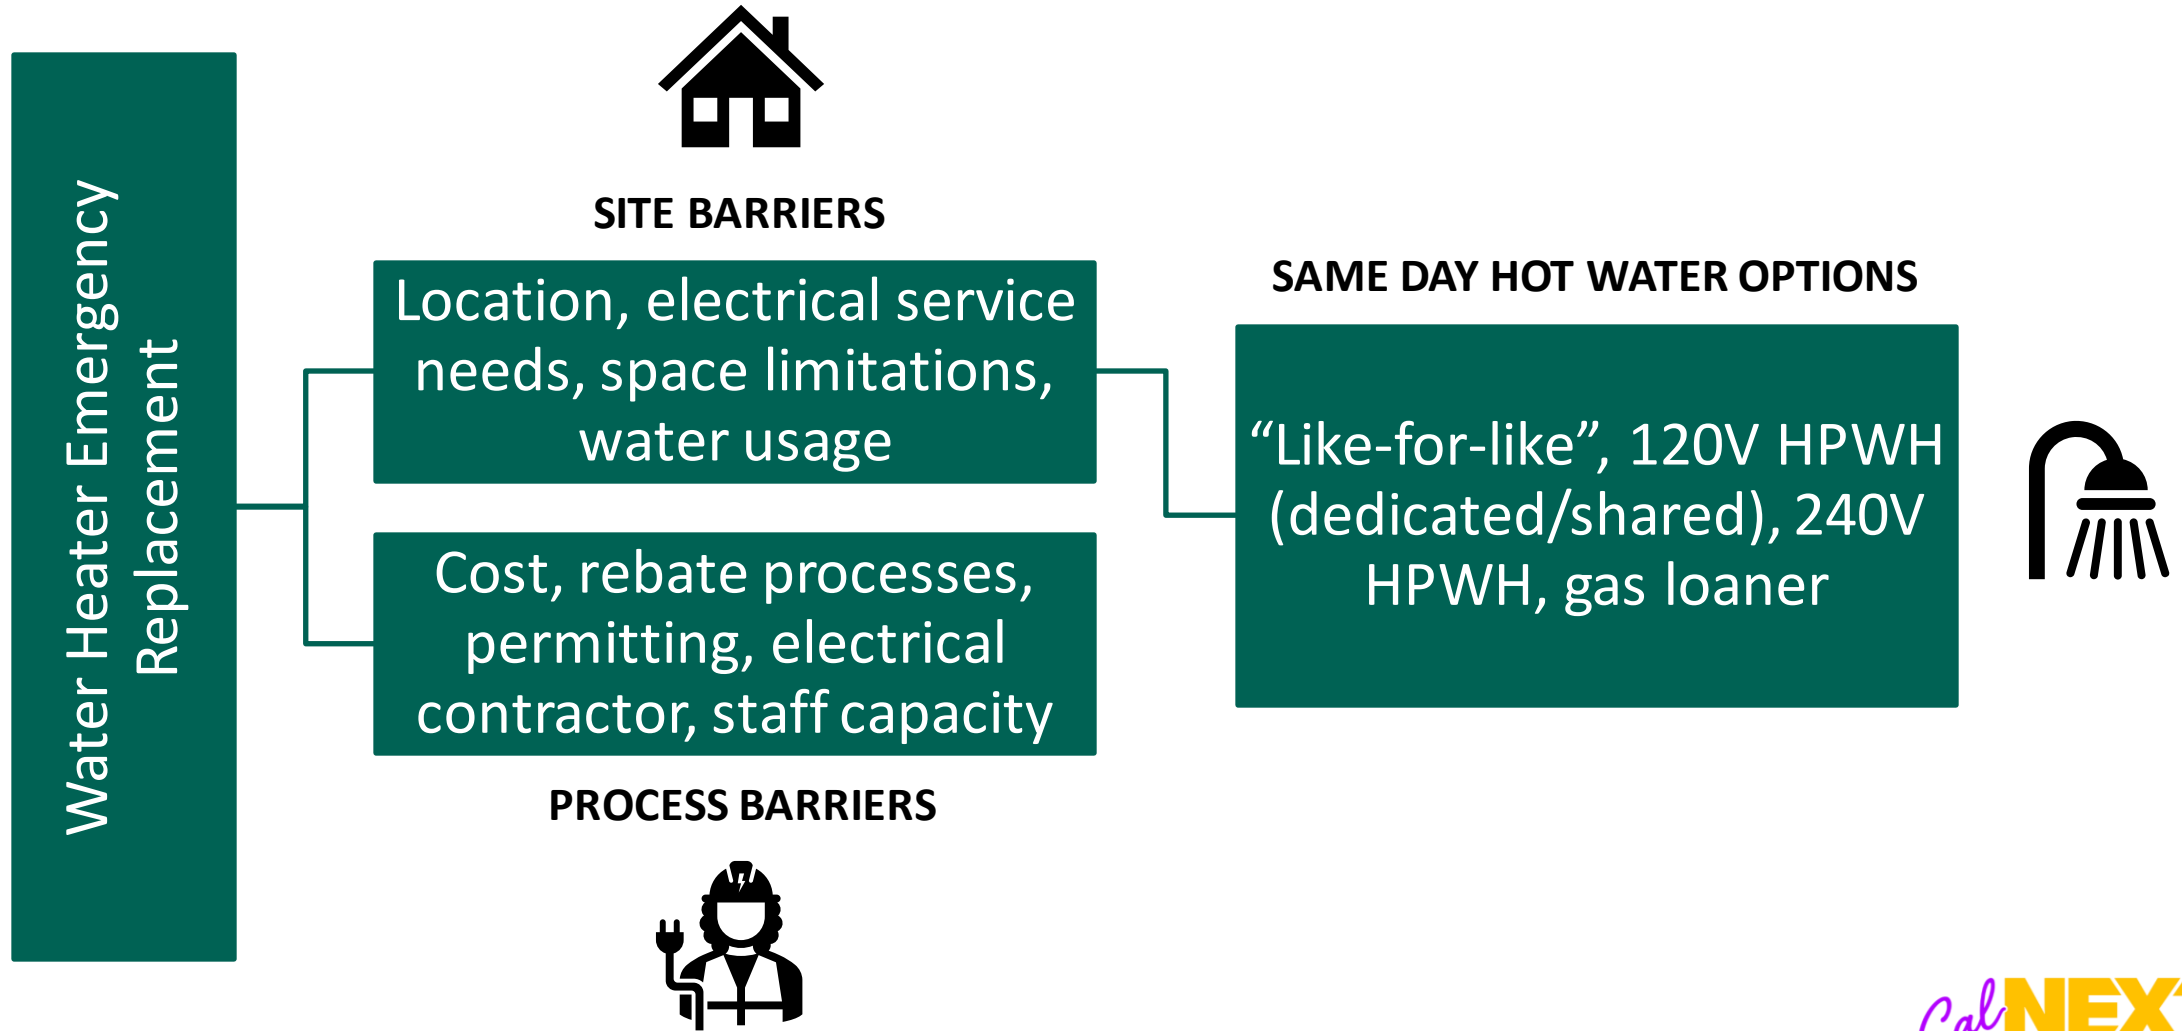 Water Heater Emergency
Replacement
SITE BARRIERS
Location, electrical service
needs, space limitations,
water usage
Cost, rebate processes,
permitting, electrical
contractor, staff capacity
PROCESS BARRIERS
SAME DAY HOT WATER OPTIONS
“Like-for-like”, 120V HPWH
(dedicated/shared), 240V
HPWH, gas loaner
CalNEXT